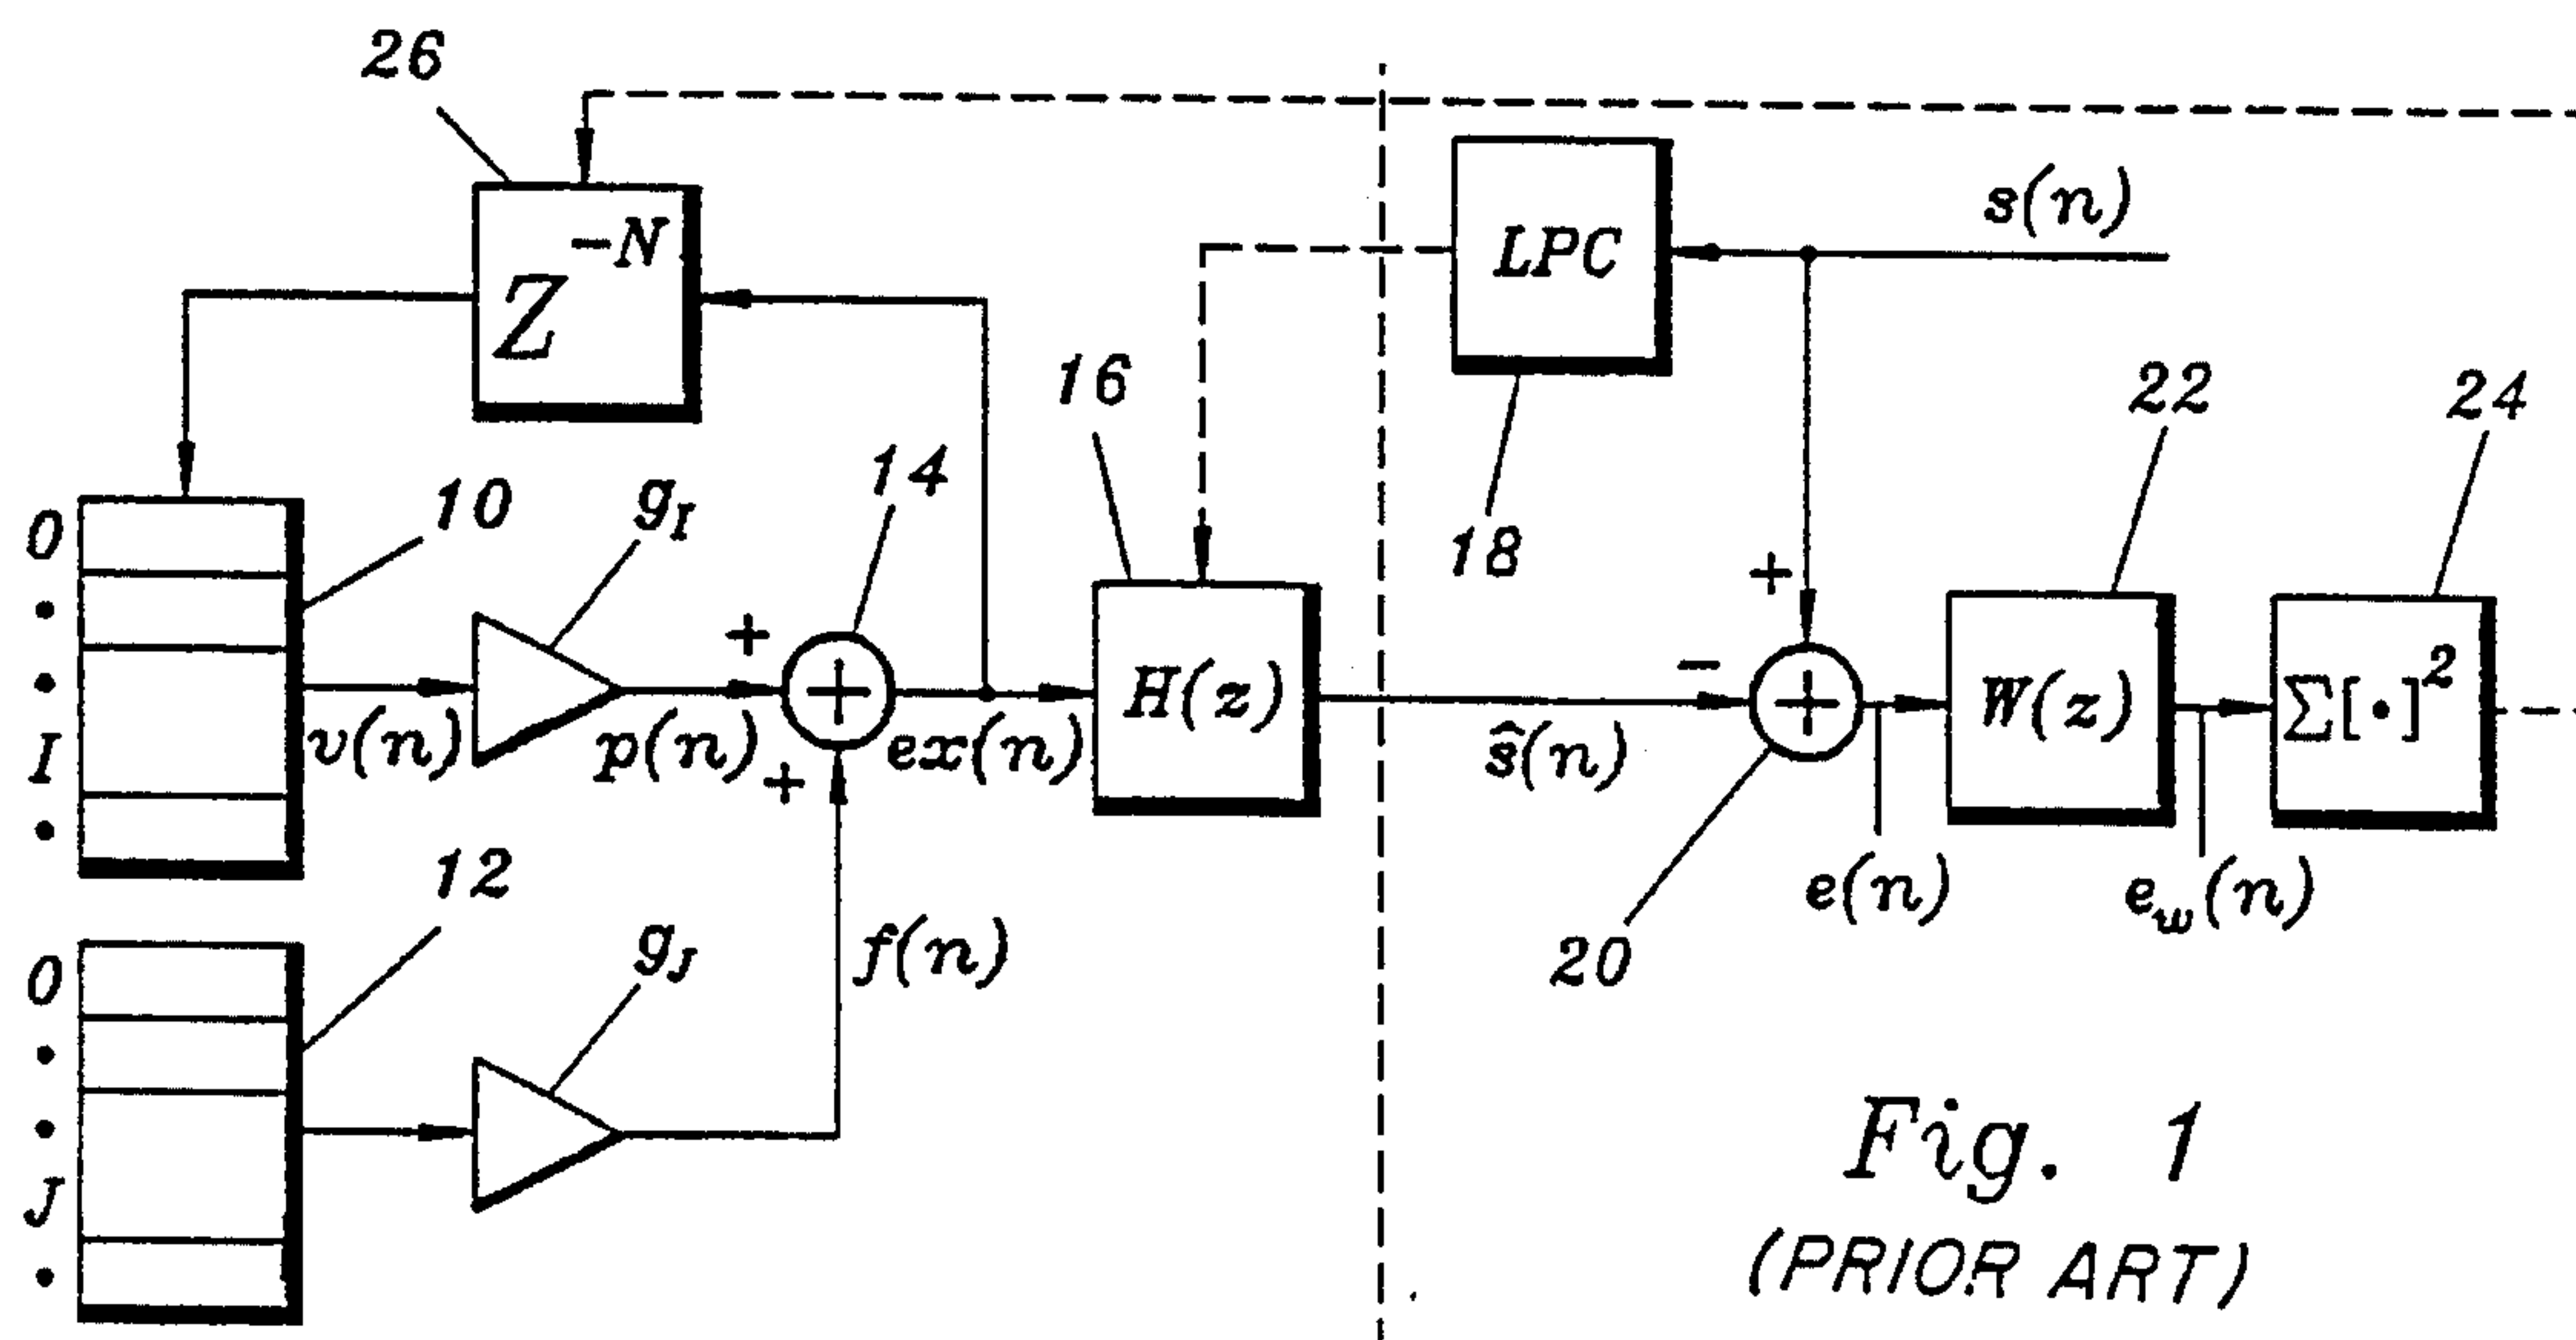 26
s(n)
Z^{-N}
LPC
16
22
24
14
10
g_I
0
18
+
+
-
I
v(n)
p(n)
+
ex(n)
H(z)
ŝ(n)
W(z)
Σ[•]²
12
e(n)
e_w(n)
20
0
g_J
f(n)
J
Fig. 1
(PRIOR ART)